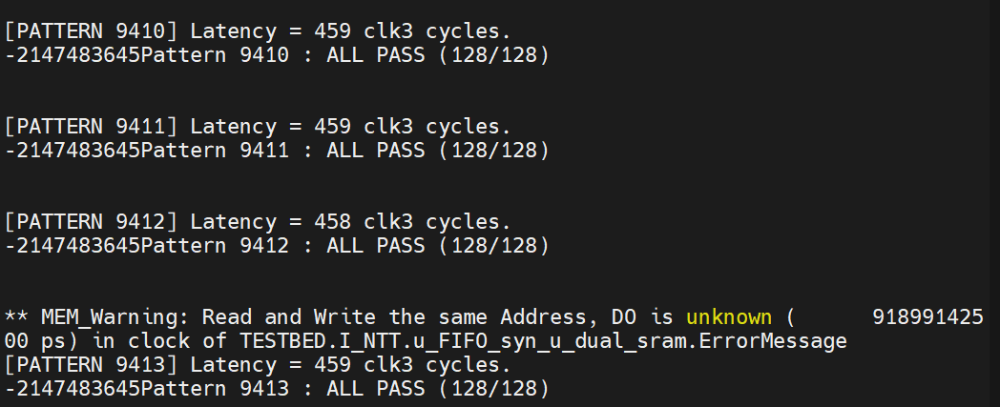 [PATTERN 9410] Latency = 459 clk3 cycles.
-2147483645Pattern 9410 : ALL PASS (128/128)
[PATTERN 9411] Latency = 459 clk3 cycles.
-2147483645Pattern 9411 : ALL PASS (128/128)
[PATTERN 9412] Latency = 458 clk3 cycles.
-2147483645Pattern 9412 : ALL PASS (128/128)
** MEM_Warning: Read and Write the same Address, DO is unknown (      918991425
00 ps) in clock of TESTBED.I_NTT.u_FIFO_syn_u_dual_sram.ErrorMessage
[PATTERN 9413] Latency = 459 clk3 cycles.
-2147483645Pattern 9413 : ALL PASS (128/128)